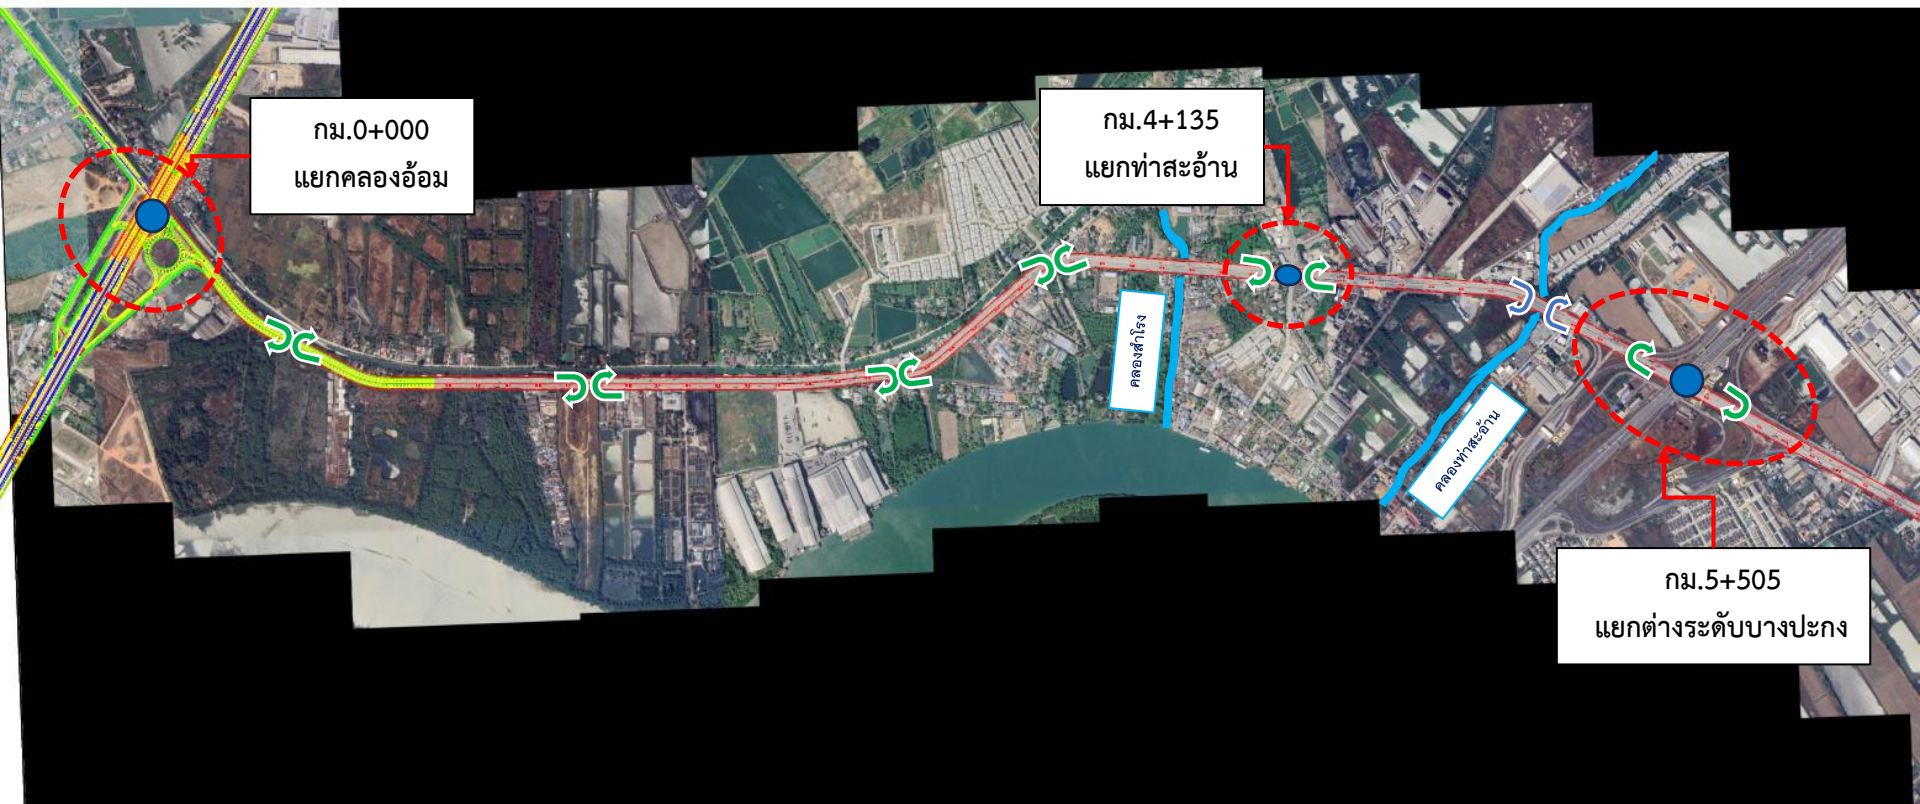 กม.0+000
แยกคลองอ้อม
กม.4+135
แยกท่าสะอ้าน
คลองสำโรง
คลองท่าสะอ้าน
กม.5+505
แยกต่างระดับบางปะกง